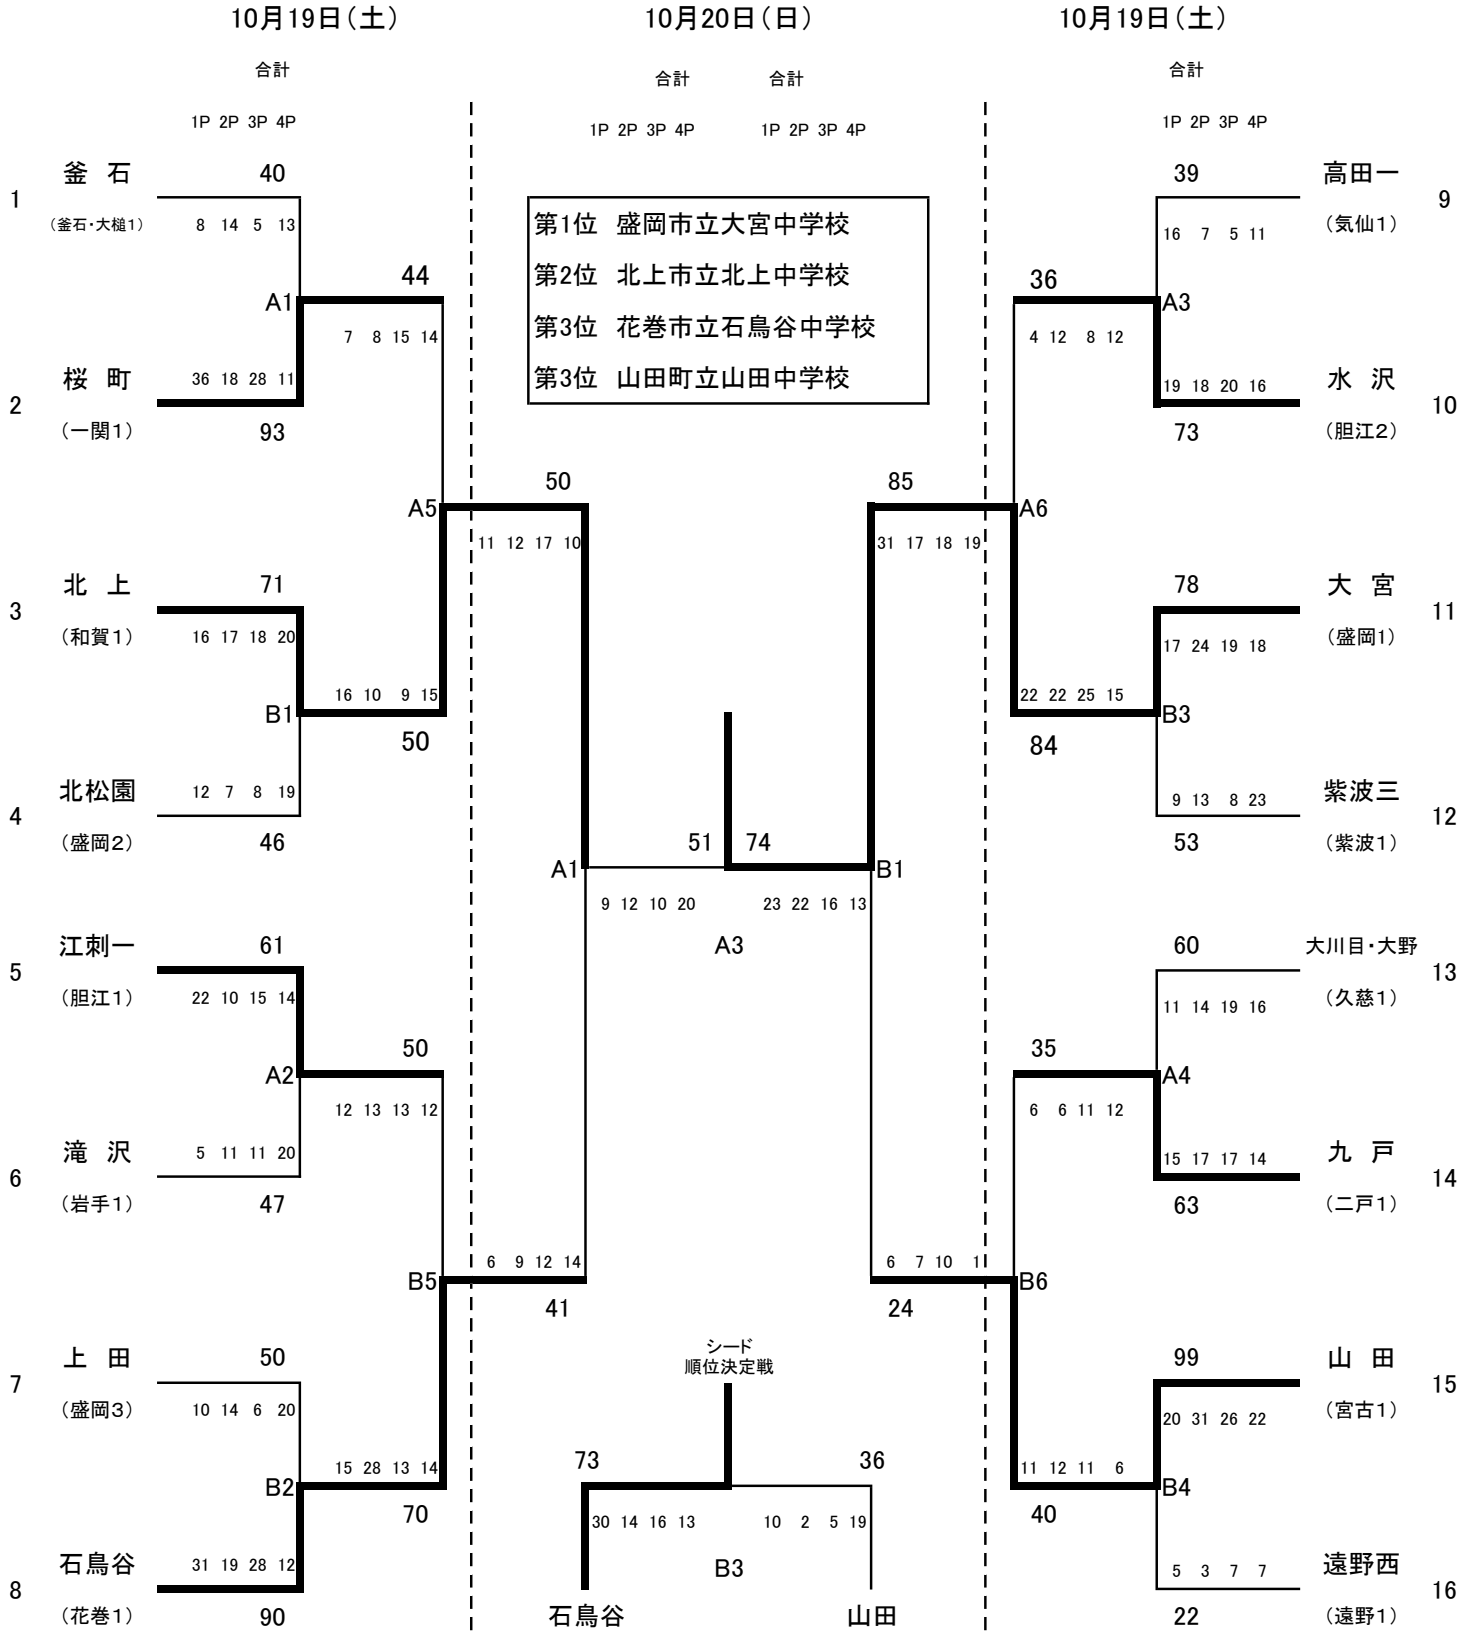 10月19日（土） 10月20日（日） 10月19日（土）
合計 合計 合計 合計
1P 2P 3P 4P 1P 2P 3P 4P 1P 2P 3P 4P 1P 2P 3P 4P
1 釜 石 40
（釜石・大槌1） 8 14 5 13
44
A1
7 8 15 14
2 桜 町 36 18 28 11
（一関1） 93
50
A5
11 12 17 10
3 北 上 71
（和賀1） 16 17 18 20
16 10 9 15
B1
50
4 北松園 12 7 8 19
（盛岡2） 46
5 江刺一 61
（胆江1） 22 10 15 14
50
A2
12 13 13 12
6 滝 沢 5 11 11 20
（岩手1） 47
6 9 12 14
B5
41
7 上 田 50
（盛岡3） 10 14 6 20
15 28 13 14
B2
70
8 石鳥谷 31 19 28 12
（花巻1） 90
第1位 盛岡市立大宮中学校
第2位 北上市立北上中学校
第3位 花巻市立石鳥谷中学校
第3位 山田町立山田中学校
51 74
A1 B1
9 12 10 20 23 22 16 13
A3
シード
順位決定戦
73 36
30 14 16 13 10 2 5 19
B3
石鳥谷 山田
39 高田一 9
16 7 5 11 （気仙1）
36
A3
4 12 8 12
19 18 20 16 水 沢 10
73 （胆江2）
85
A6
31 17 18 19
78 大 宮 11
17 24 19 18 （盛岡1）
22 22 25 15
B3
84
9 13 8 23 紫波三 12
53 （紫波1）
60 大川目・大野 13
11 14 19 16 （久慈1）
35
A4
6 6 11 12
15 17 17 14 九 戸 14
63 （二戸1）
6 7 10 1
B6
24
99 山 田 15
20 31 26 22 （宮古1）
11 12 11 6
B4
40
5 3 7 7 遠野西 16
22 （遠野1）